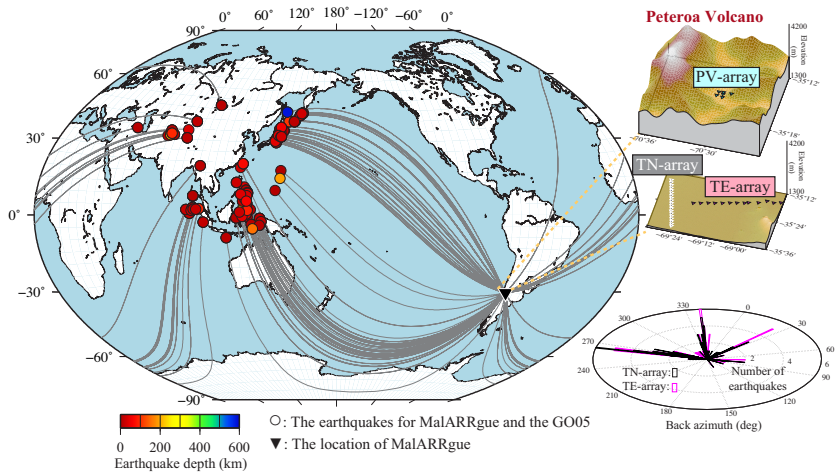 0° 60° 120° 180° -120° -60° 0°
90°
60°
30°
0°
−30°
−60°
−90°
Peteroa Volcano
4200
Elevation
(m)
1300
PV-array
−35°12'
−35°18'
−70°36'
−70°30'
TN-array
TE-array
4200
Elevation
(m)
1300
−35°12'
−35°24'
−35°36'
−69°24'
−69°12'
−69°00'
0
30
60
6
90
120
150
180
210
240
270
300
330
2
4
TN-array:
TE-array:
Number of
earthquakes
Back azimuth (deg)
0 200 400 600
Earthquake depth (km)
: The earthquakes for MalARRgue and the GO05
: The location of MalARRgue